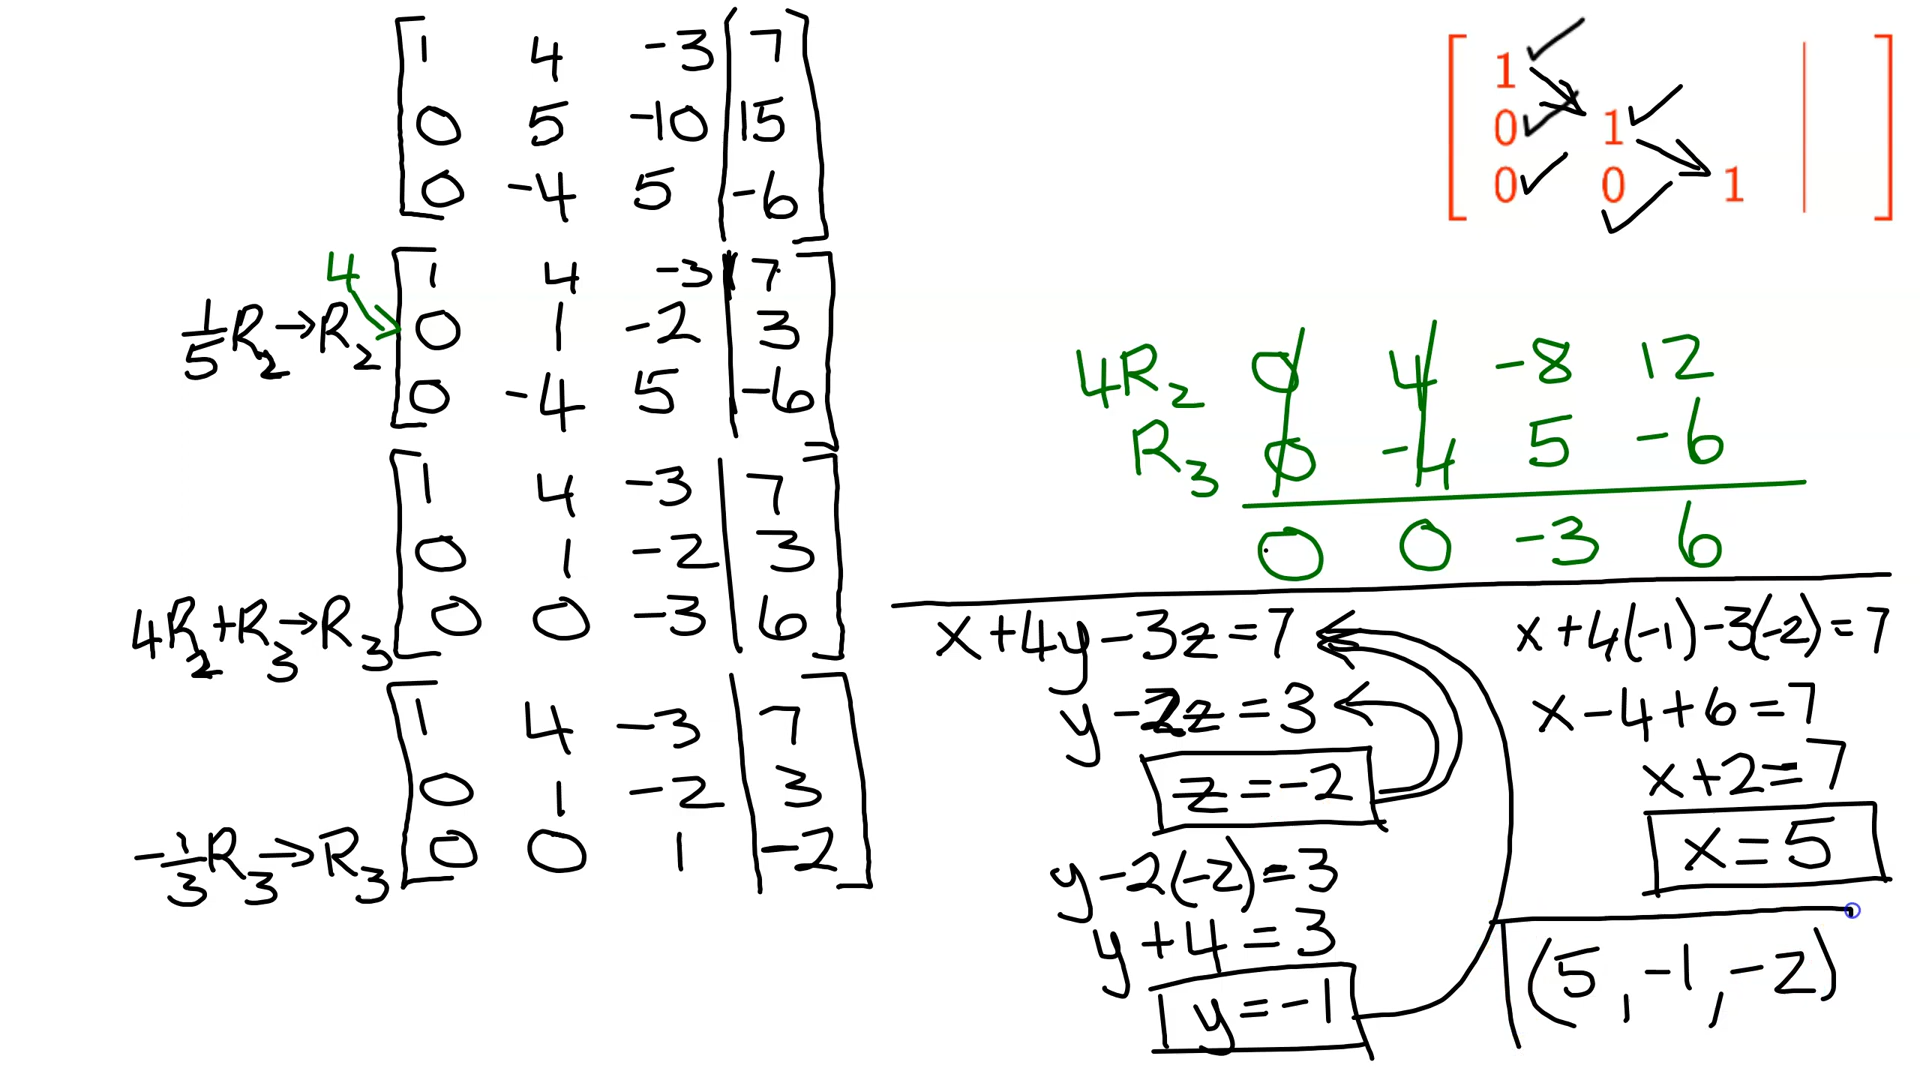 1 4 -3 | 7
0 5 -10 | 15
0 -4 5 | -6
4
1 4 -3 | 7
1/5 R2 → R2 0 1 -2 | 3
0 -4 5 | -6
1 4 -3 | 7
0 1 -2 | 3
4R2 + R3 → R3 0 0 -3 | 6
1 4 -3 | 7
0 1 -2 | 3
-1/3 R3 → R3 0 0 1 | -2
1
0 1
0 0 1
4R2 0 4 -8 12
R3 0 -4 5 -6
0 0 -3 6
x+4y-3z=7
y-2z=3
z=-2
y-2(-2)=3
y+4=3
y=-1
x+4(-1)-3(-2)=7
x-4+6=7
x+2=7
x=5
(5, -1, -2)